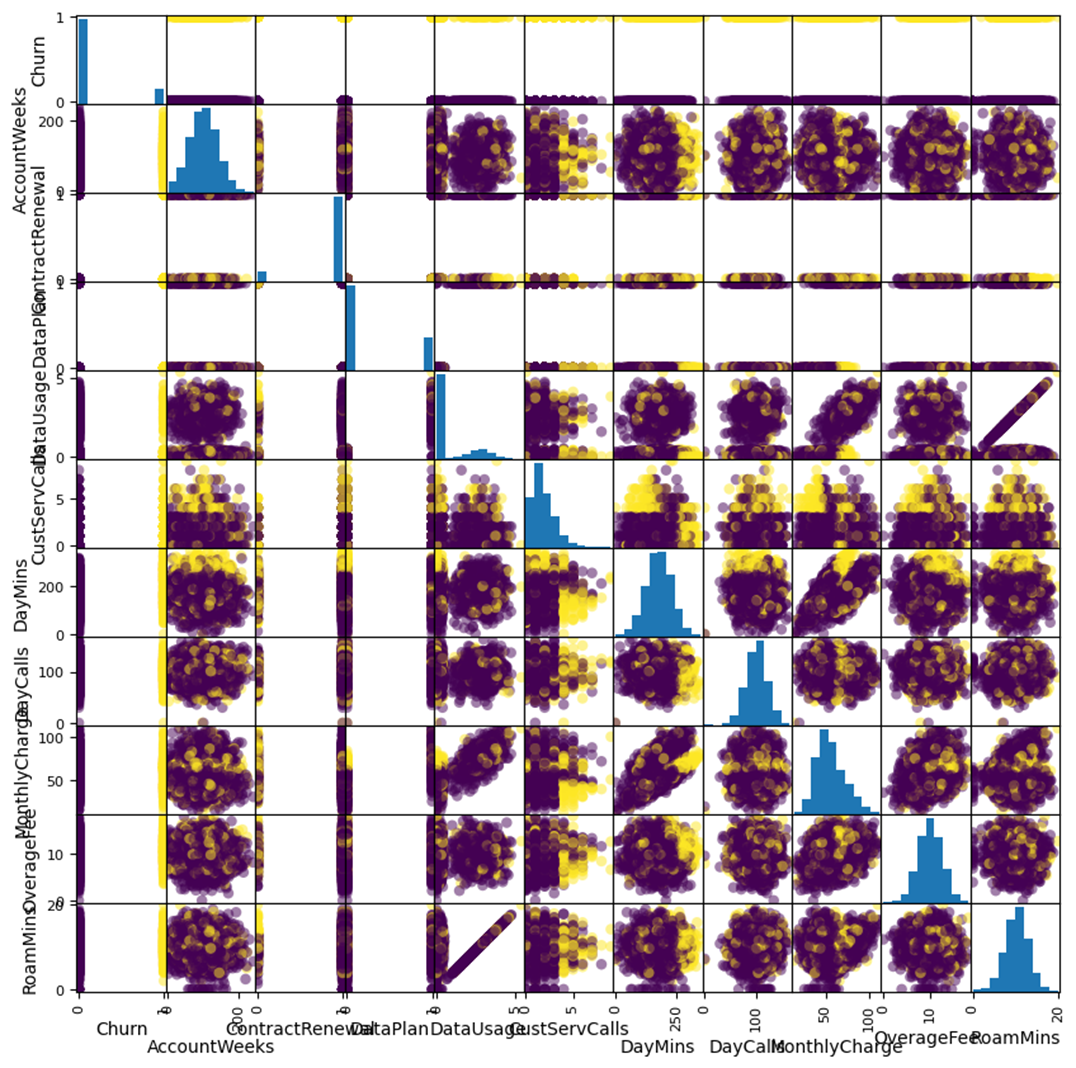 1
Churn
0
AccountWeeks
200
0
ContractRenewal
1
0
DataPlan
1
0
DataUsage
5
0
CustServCalls
5
0
DayMins
200
0
DayCalls
100
0
MonthlyCharge
100
50
OverageFee
10
0
RoamMins
20
0
0 0 200 0 5 0 5 0 250 0 100 50 100 0 10 0 20
Churn ContractRenewal DataPlan DataUsage CustServCalls OverageFee RoamMins
AccountWeeks DayMins DayCalls MonthlyCharge